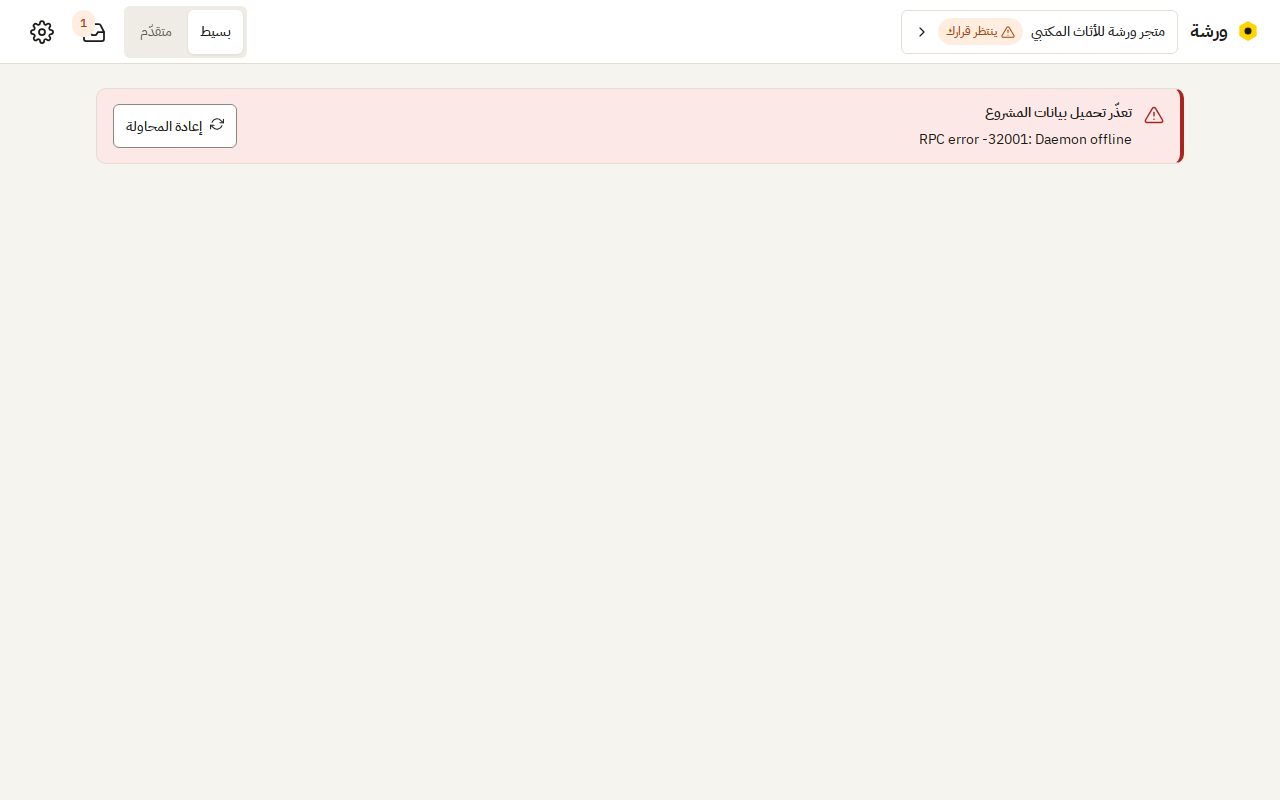 ورشة
متجر ورشة للأثاث المكتبي
ينتظر قرارك
بسيط
متقدّم
1
تعذّر تحميل بيانات المشروع
RPC error -32001: Daemon offline
إعادة المحاولة